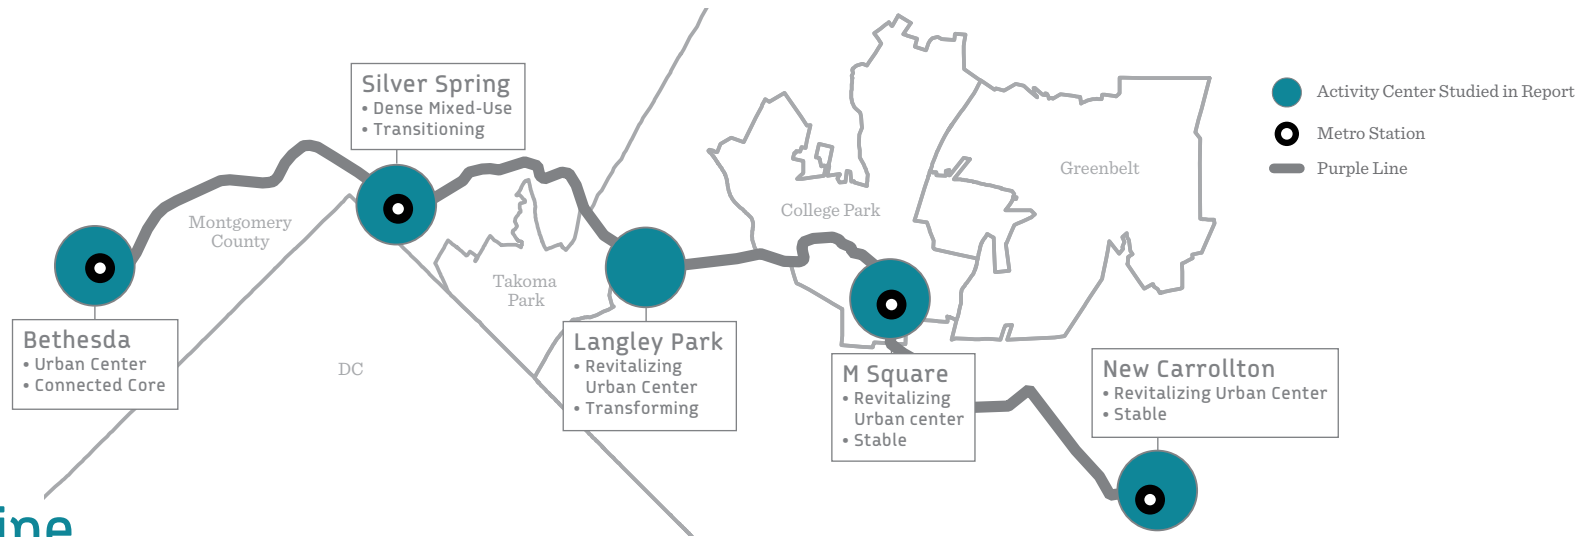 Silver Spring
• Dense Mixed-Use
• Transitioning
Activity Center Studied in Report
Metro Station
Purple Line
Greenbelt
College Park
Montgomery
County
Takoma
Park
Bethesda
• Urban Center
• Connected Core
DC
Langley Park
• Revitalizing
Urban Center
• Transforming
M Square
• Revitalizing
Urban center
• Stable
New Carrollton
• Revitalizing Urban Center
• Stable